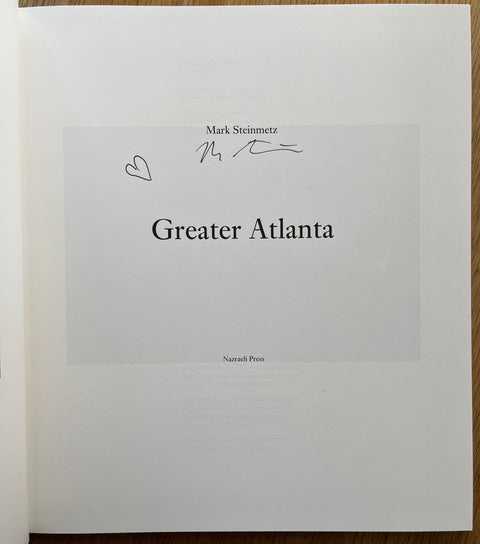 Mark Steinmetz
Greater Atlanta
Nazraeli Press